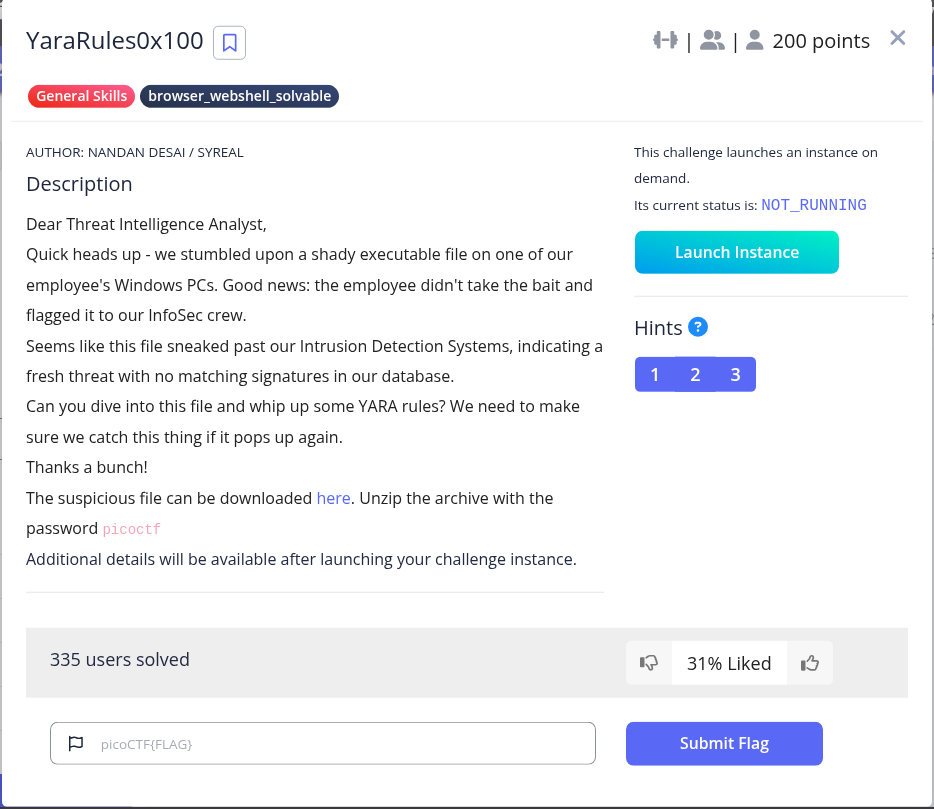 YaraRules0x100
| | 200 points
General Skills browser_webshell_solvable
AUTHOR: NANDAN DESAI / SYREAL
Description
Dear Threat Intelligence Analyst,
Quick heads up - we stumbled upon a shady executable file on one of our
employee's Windows PCs. Good news: the employee didn't take the bait and
flagged it to our InfoSec crew.
Seems like this file sneaked past our Intrusion Detection Systems, indicating a
fresh threat with no matching signatures in our database.
Can you dive into this file and whip up some YARA rules? We need to make
sure we catch this thing if it pops up again.
Thanks a bunch!
The suspicious file can be downloaded here. Unzip the archive with the
password picoctf
Additional details will be available after launching your challenge instance.
This challenge launches an instance on
demand.
Its current status is: NOT_RUNNING
Launch Instance
Hints ?
1 2 3
335 users solved
31% Liked
picoCTF{FLAG}
Submit Flag